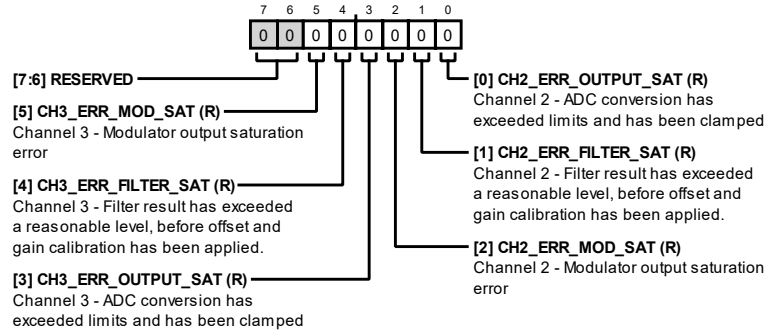 7 6 5 4 3 2 1 0
0 0 0 0 0 0 0 0
[7:6] RESERVED
[5] CH3_ERR_MOD_SAT (R)
Channel 3 - Modulator output saturation
error
[4] CH3_ERR_FILTER_SAT (R)
Channel 3 - Filter result has exceeded
a reasonable level, before offset and
gain calibration has been applied.
[3] CH3_ERR_OUTPUT_SAT (R)
Channel 3 - ADC conversion has
exceeded limits and has been clamped
[0] CH2_ERR_OUTPUT_SAT (R)
Channel 2 - ADC conversion has
exceeded limits and has been clamped
[1] CH2_ERR_FILTER_SAT (R)
Channel 2 - Filter result has exceeded
a reasonable level, before offset and
gain calibration has been applied.
[2] CH2_ERR_MOD_SAT (R)
Channel 2 - Modulator output saturation
error